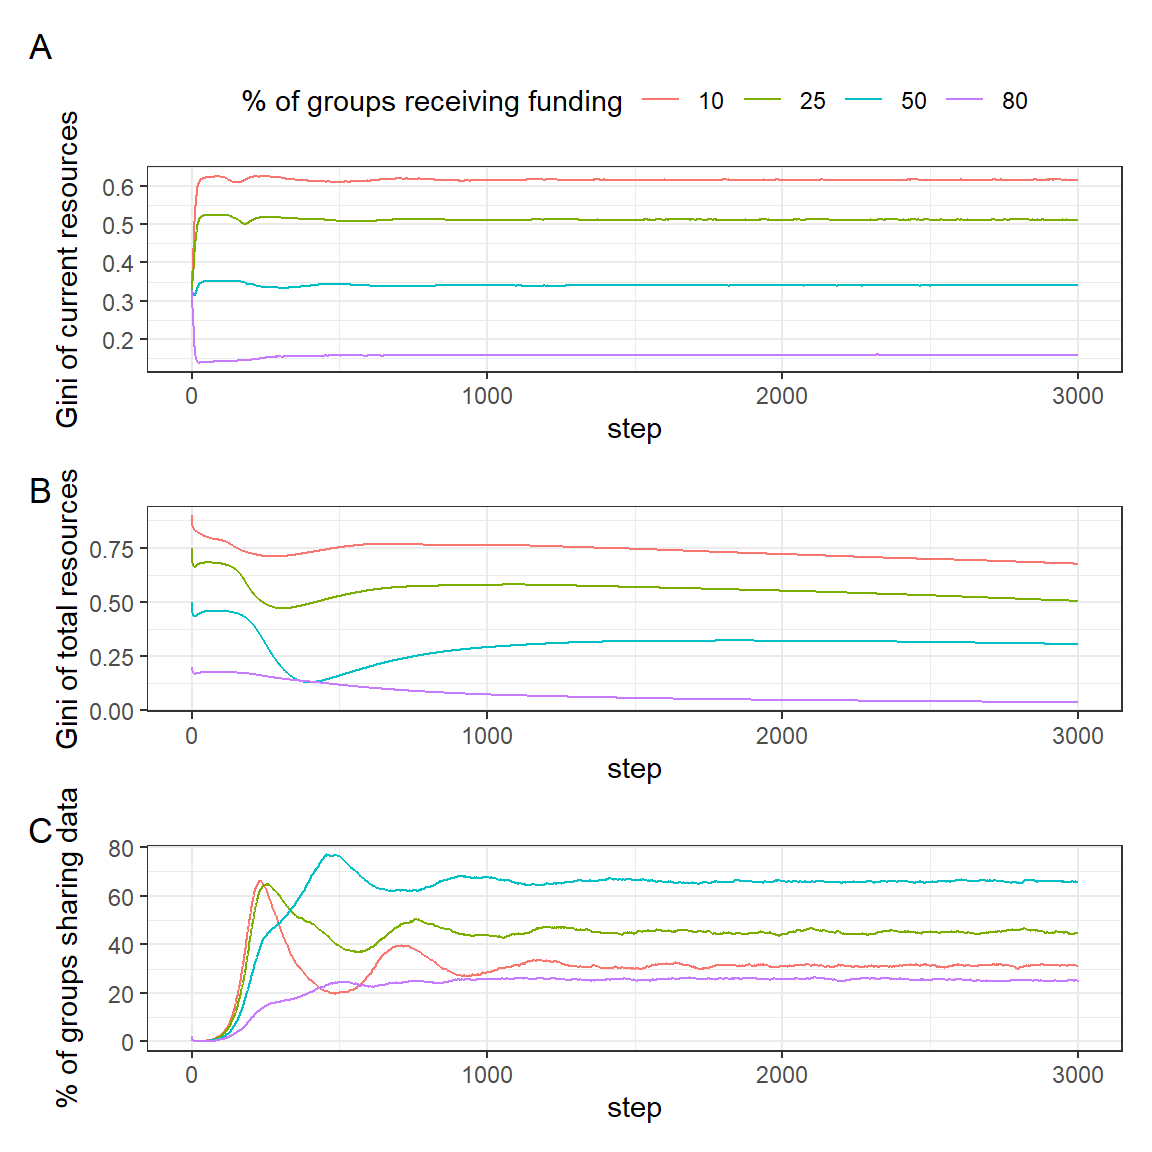 A
% of groups receiving funding 10 25 50 80
Gini of current resources
0.6
0.5
0.4
0.3
0.2
0 1000 2000 3000
step
B
Gini of total resources
0.75
0.50
0.25
0.00
0 1000 2000 3000
step
C
% of groups sharing data
80
60
40
20
0
0 1000 2000 3000
step